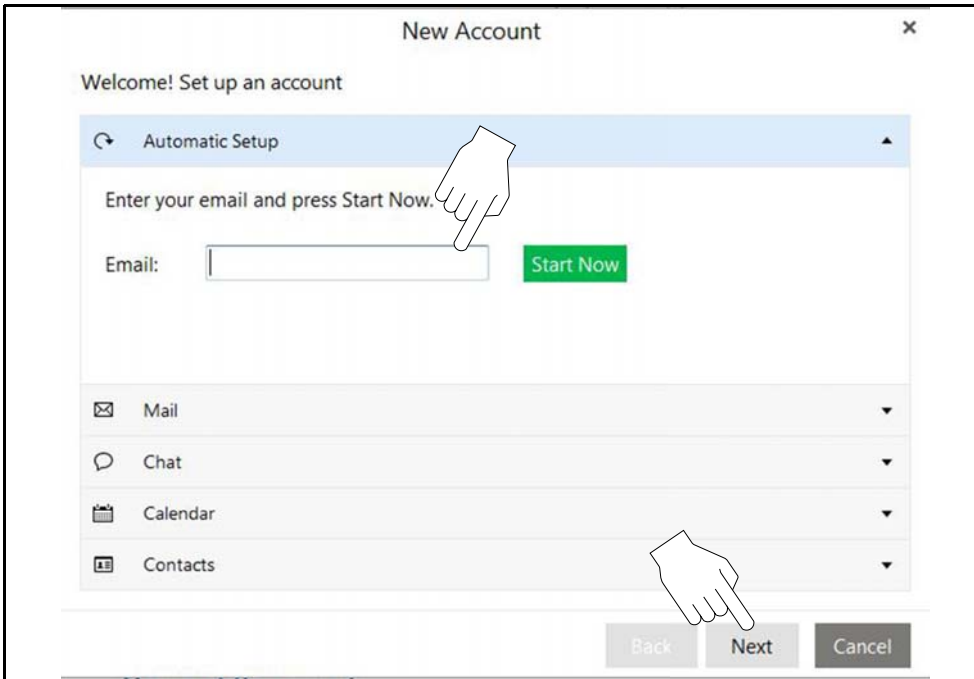 New Account
Welcome! Set up an account
Automatic Setup
Enter your email and press Start Now.
Email:
Start Now
Mail
Chat
Calendar
Contacts
Back
Next
Cancel